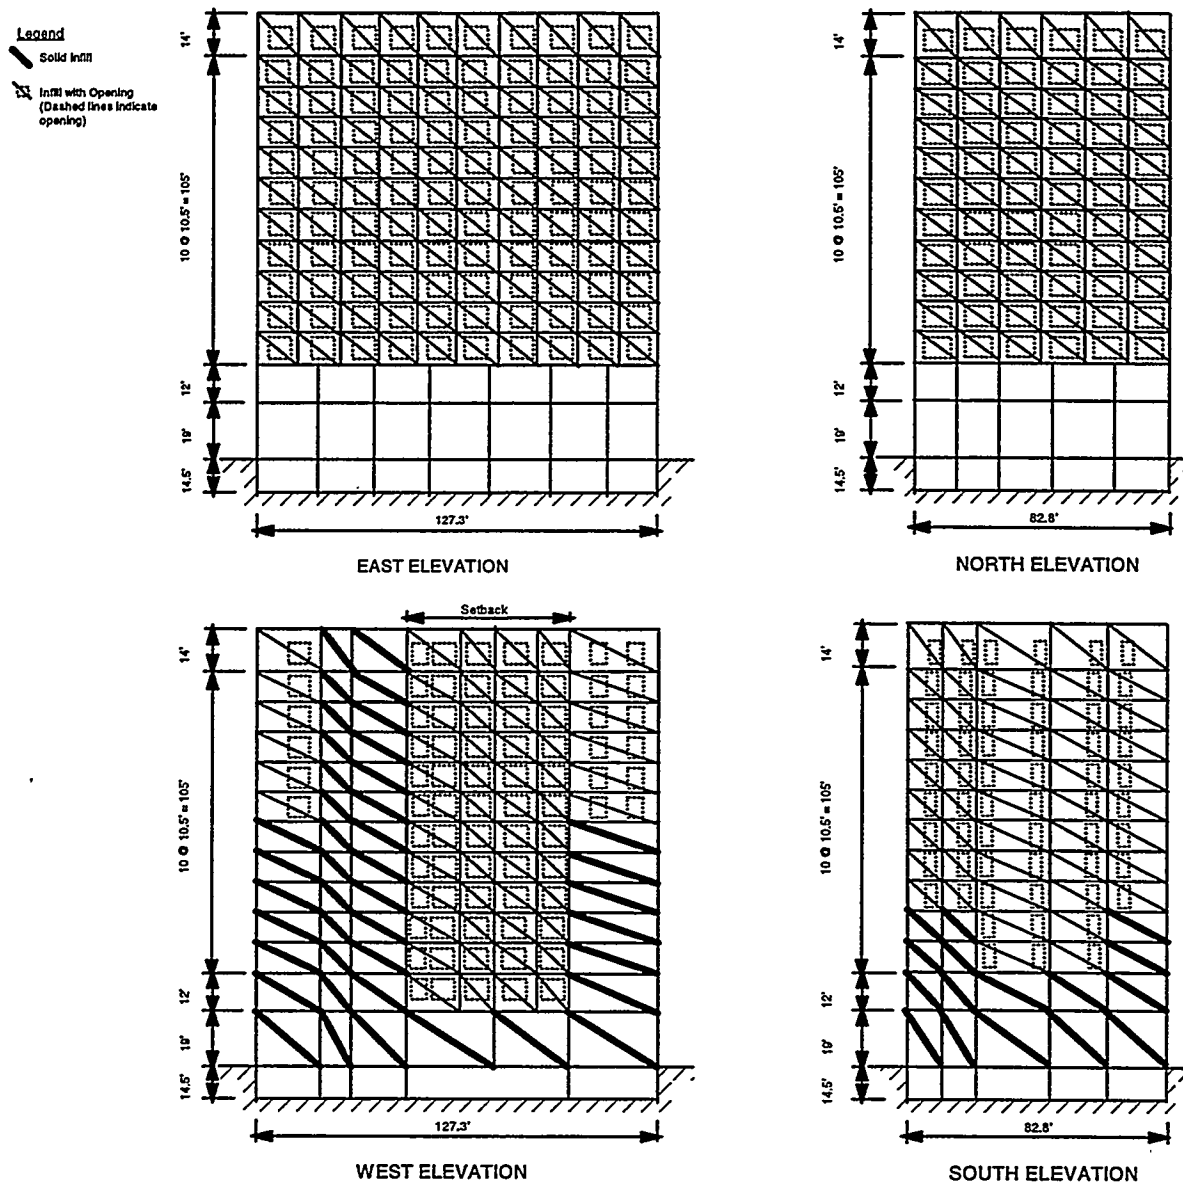 Legend
Solid Infill
Infill with Opening
(Dashed lines indicate
opening)
14'
10 @ 10.5' = 105'
12'
19'
14.5'
127.3'
EAST ELEVATION
14'
10 @ 10.5' = 105'
12'
19'
14.5'
82.8'
NORTH ELEVATION
Setback
14'
10 @ 10.5' = 105'
12'
19'
14.5'
127.3'
WEST ELEVATION
14'
10 @ 10.5' = 105'
12'
19'
14.5'
82.8'
SOUTH ELEVATION